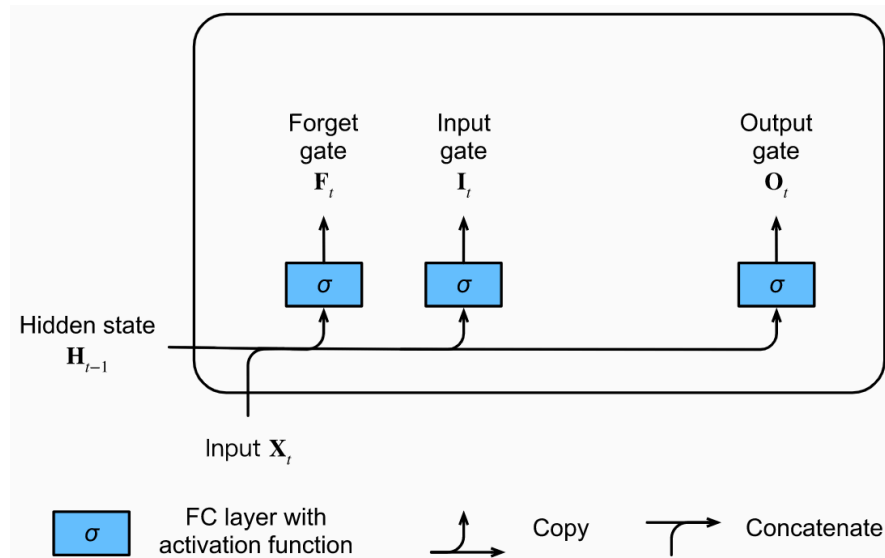 Forget
gate
F_t
Input
gate
I_t
Output
gate
O_t
σ
σ
σ
Hidden state
H_{t−1}
Input X_t
σ
FC layer with
activation function
Copy
Concatenate